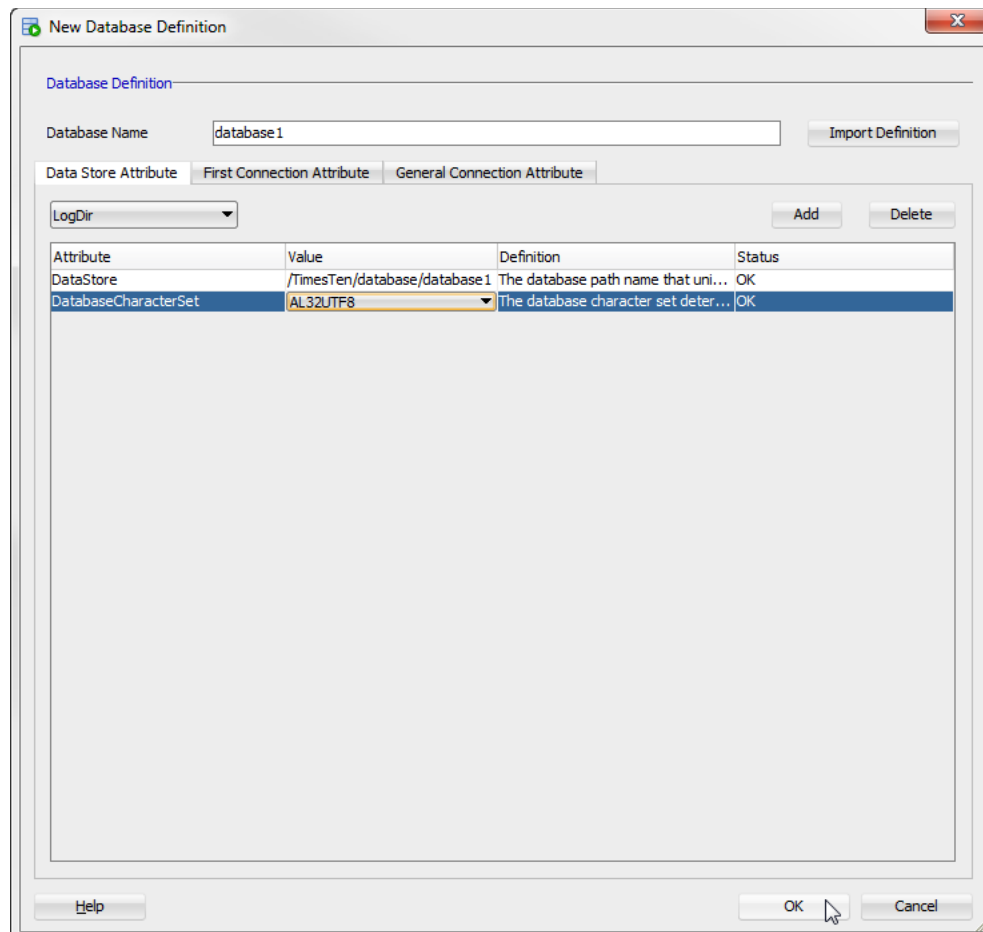 New Database Definition
Database Definition
Database Name database1 Import Definition
Data Store Attribute First Connection Attribute General Connection Attribute
LogDir Add Delete
Attribute Value Definition Status
DataStore /TimesTen/database/database1 The database path name that uni... OK
DatabaseCharacterSet AL32UTF8 The database character set deter... OK
Help OK Cancel